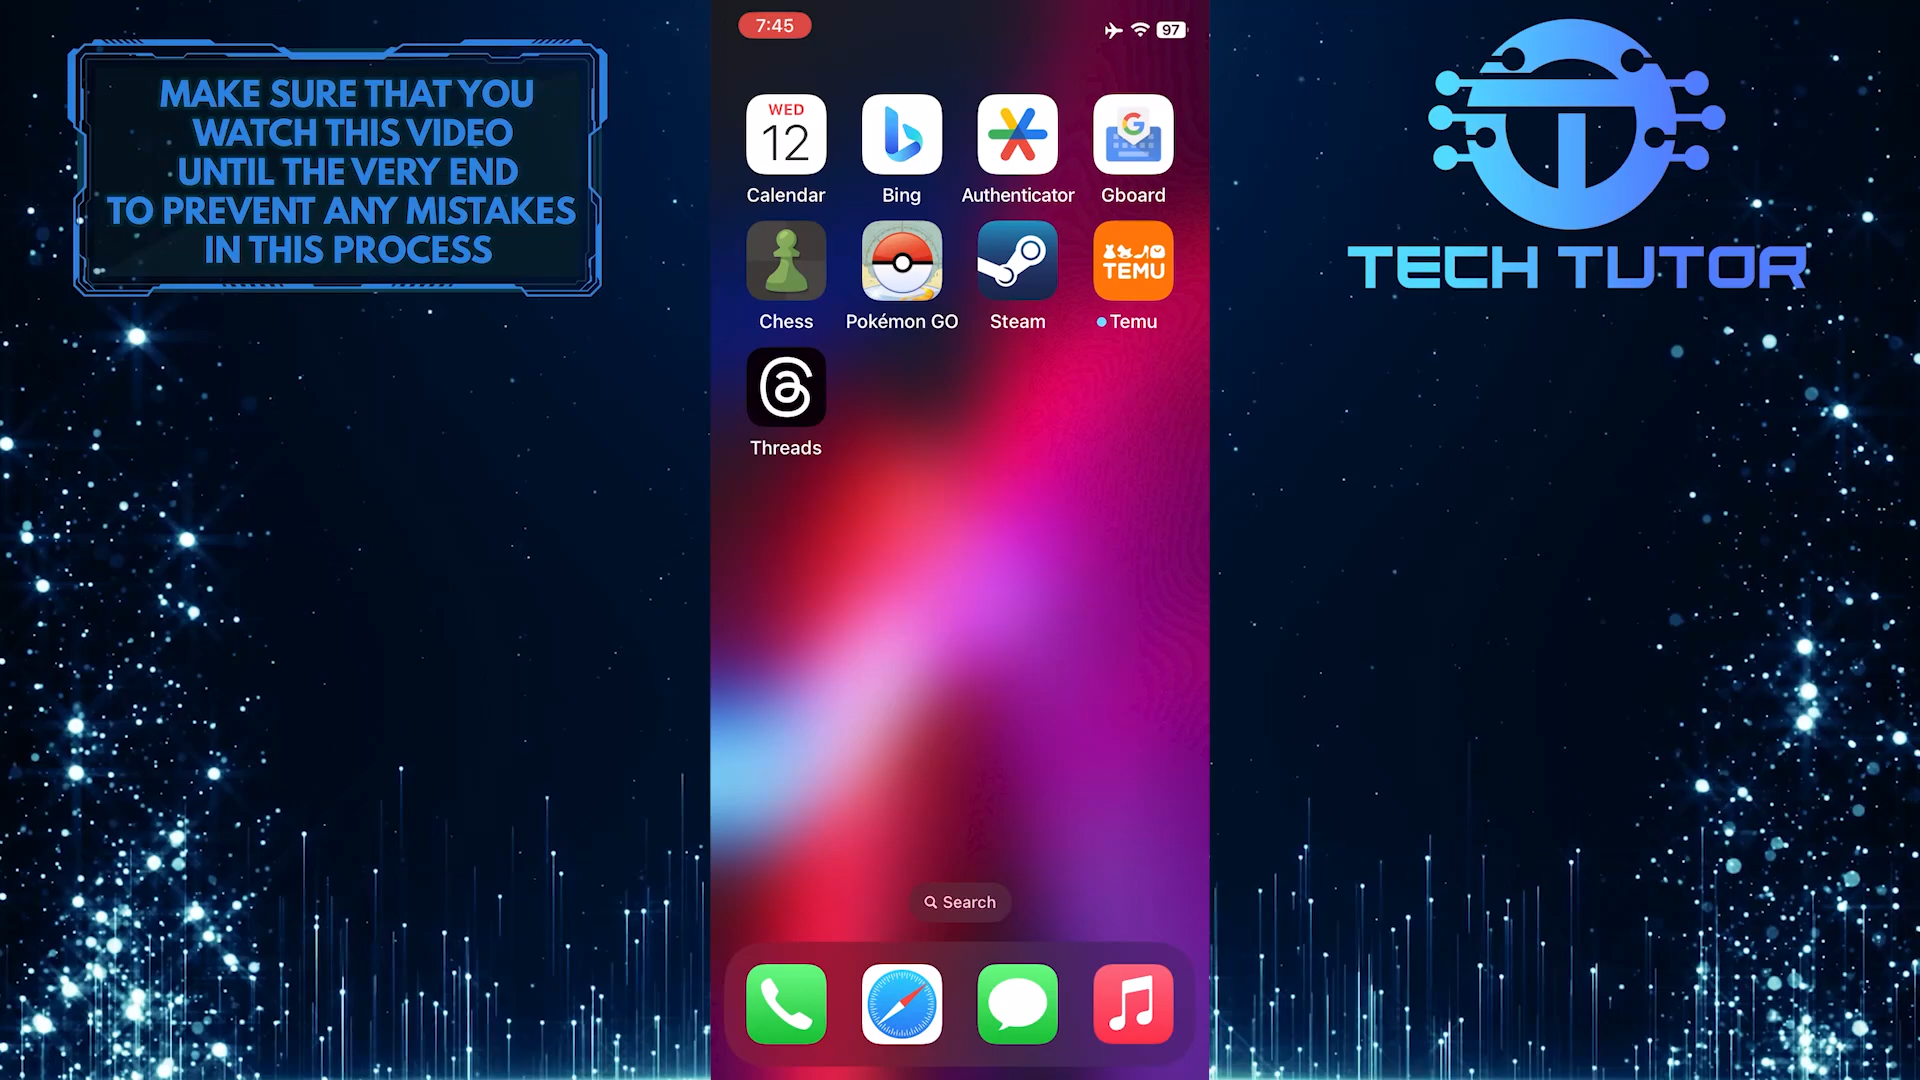 MAKE SURE THAT YOU
WATCH THIS VIDEO
UNTIL THE VERY END
TO PREVENT ANY MISTAKES
IN THIS PROCESS
7:45
97
WED
12
Calendar
Bing
Authenticator
G
Gboard
Chess
Pokémon GO
Steam
TEMU
Temu
Threads
Search
TECH TUTOR